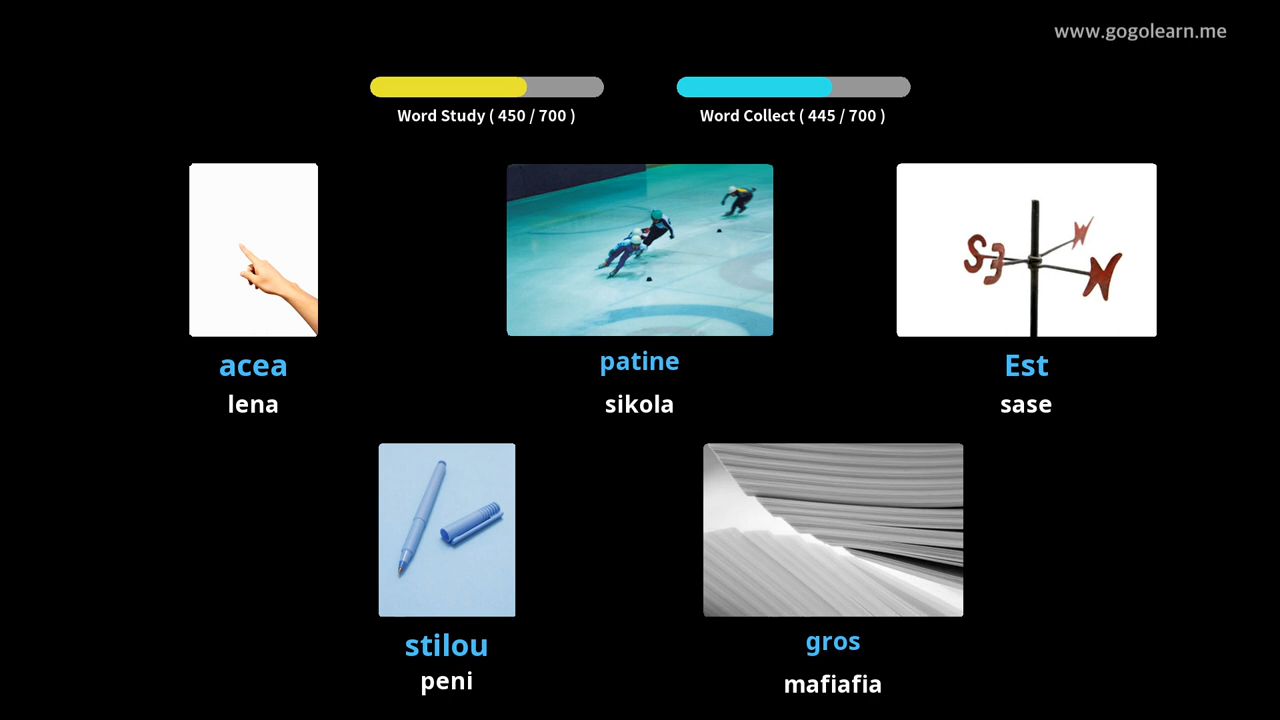 www.gogolearn.me
Word Study ( 450 / 700 )
Word Collect ( 445 / 700 )
acea
lena
patine
sikola
Est
sase
S
E
N
W
stilou
peni
gros
mafiafia